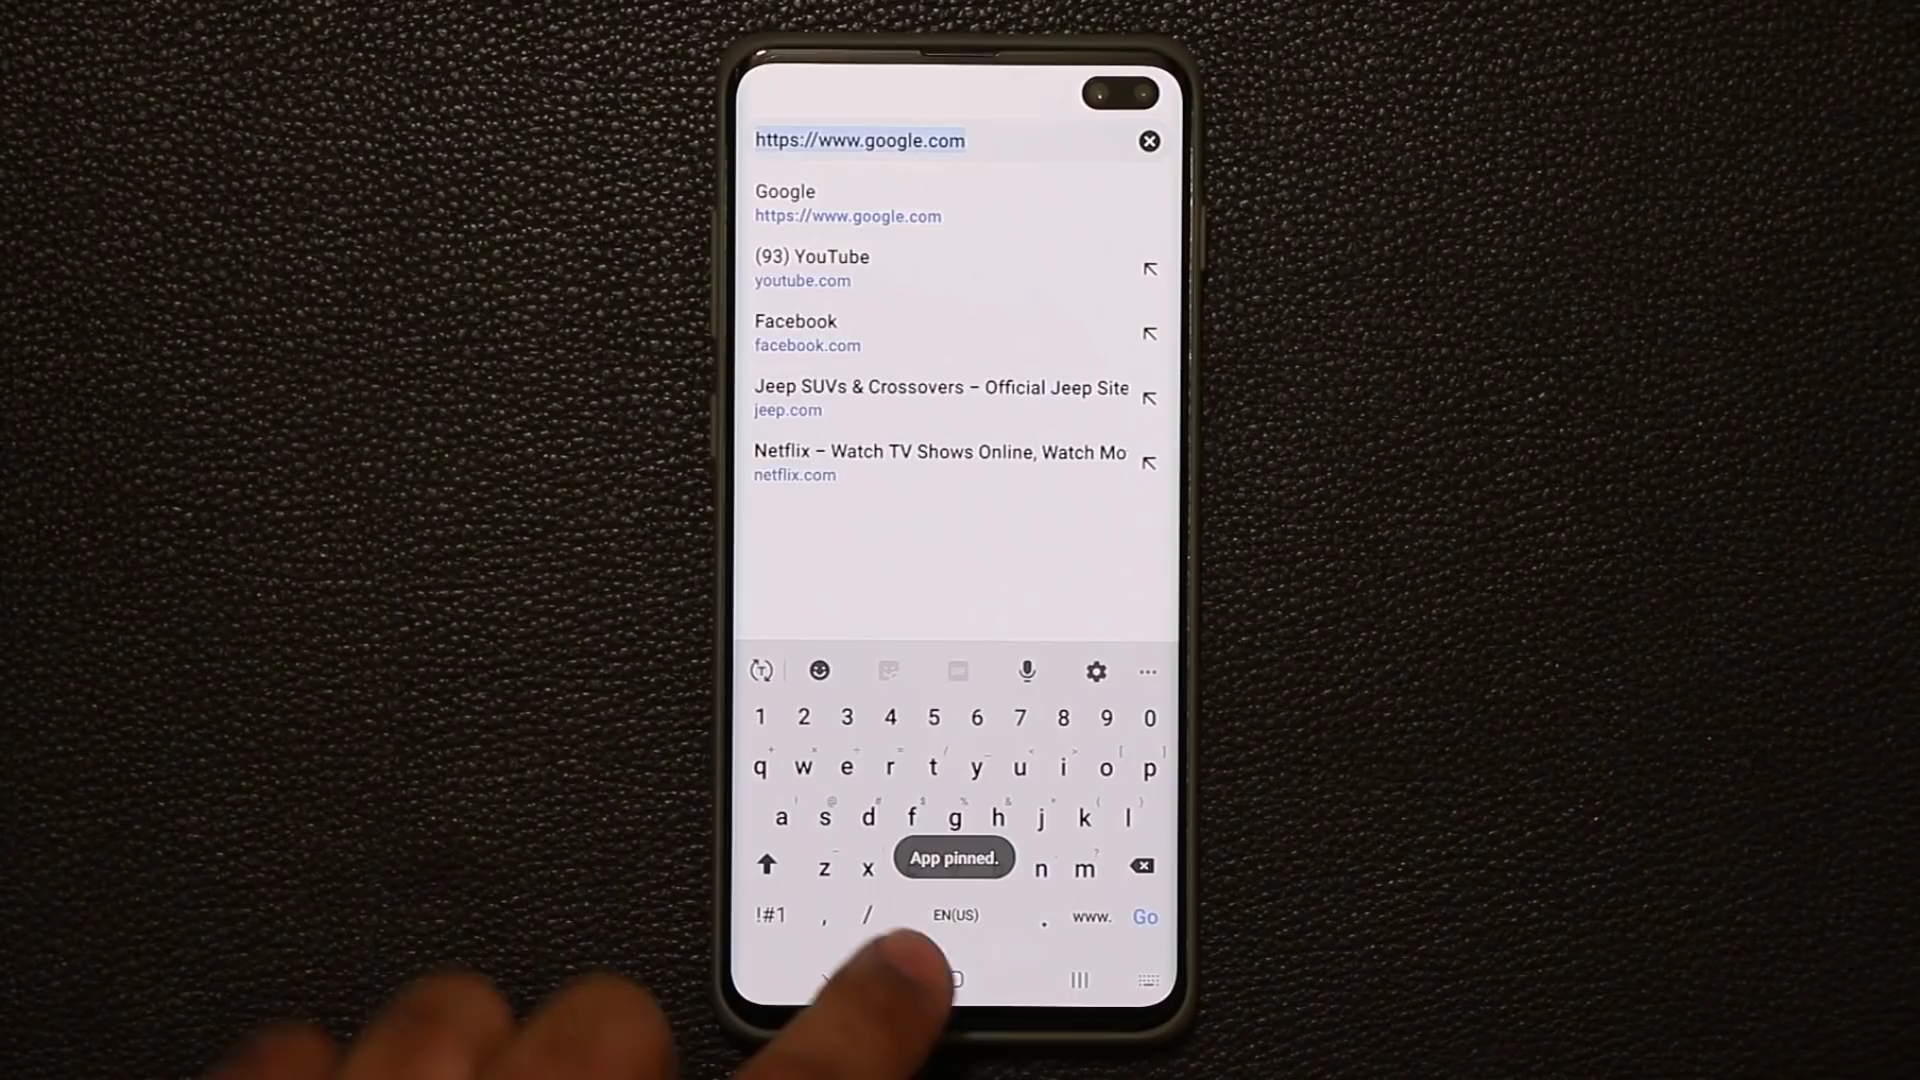 https://www.google.com
Google
https://www.google.com
(93) YouTube
youtube.com
Facebook
facebook.com
Jeep SUVs & Crossovers – Official Jeep Site
jeep.com
Netflix – Watch TV Shows Online, Watch Mo
netflix.com
1 2 3 4 5 6 7 8 9 0
q w e r t y u i o p
a s d f g h j k l
z x n m
App pinned.
!#1 , / EN(US) . www. Go